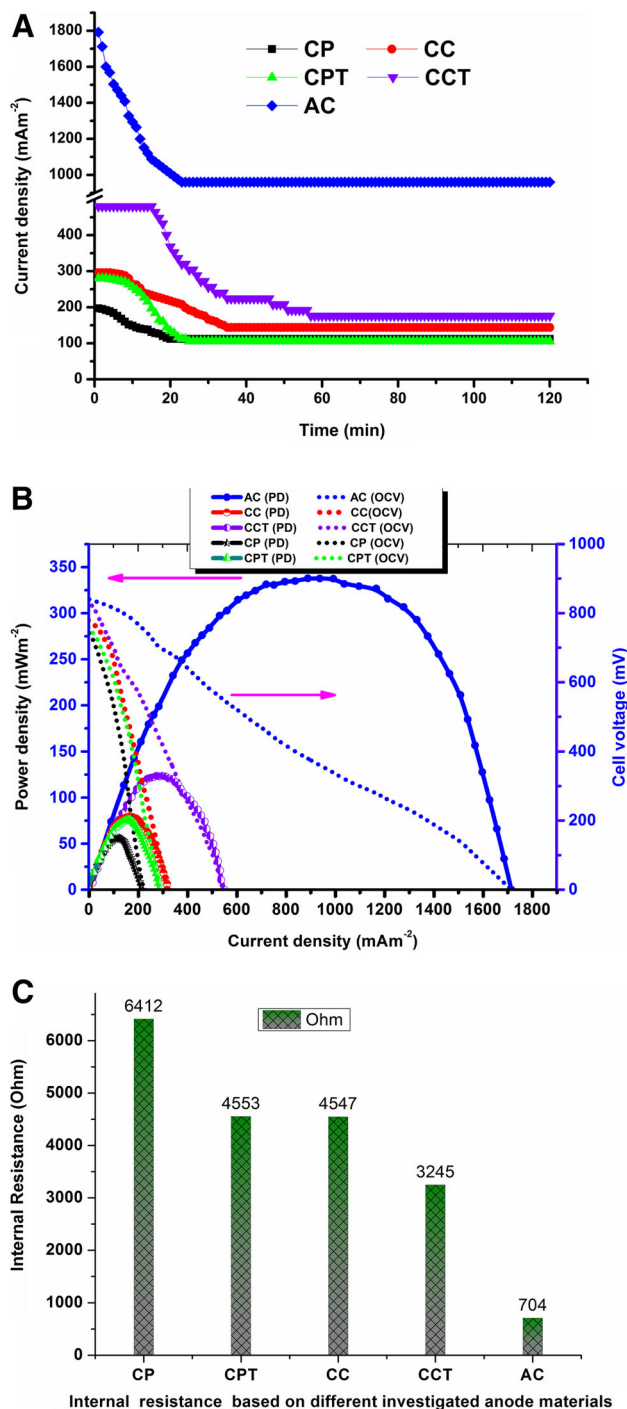 A
CP CC
CPT CCT
AC
Current density (mAm-2)
1800
1600
1400
1200
1000
400
300
200
100
0
0 20 40 60 80 100 120
Time (min)
B
AC (PD) AC (OCV)
CC (PD) CC(OCV)
CCT (PD) CCT (OCV)
CP (PD) CP (OCV)
CPT (PD) CPT (OCV)
Power density (mWm-2)
350
300
250
200
150
100
50
0
1000
800
600
400
200
0
Cell voltage (mV)
0 200 400 600 800 1000 1200 1400 1600 1800
Current density (mAm-2)
C
Internal Resistance (Ohm)
6000
5000
4000
3000
2000
1000
0
Ohm
6412
4553
4547
3245
704
CP CPT CC CCT AC
Internal resistance based on different investigated anode materials